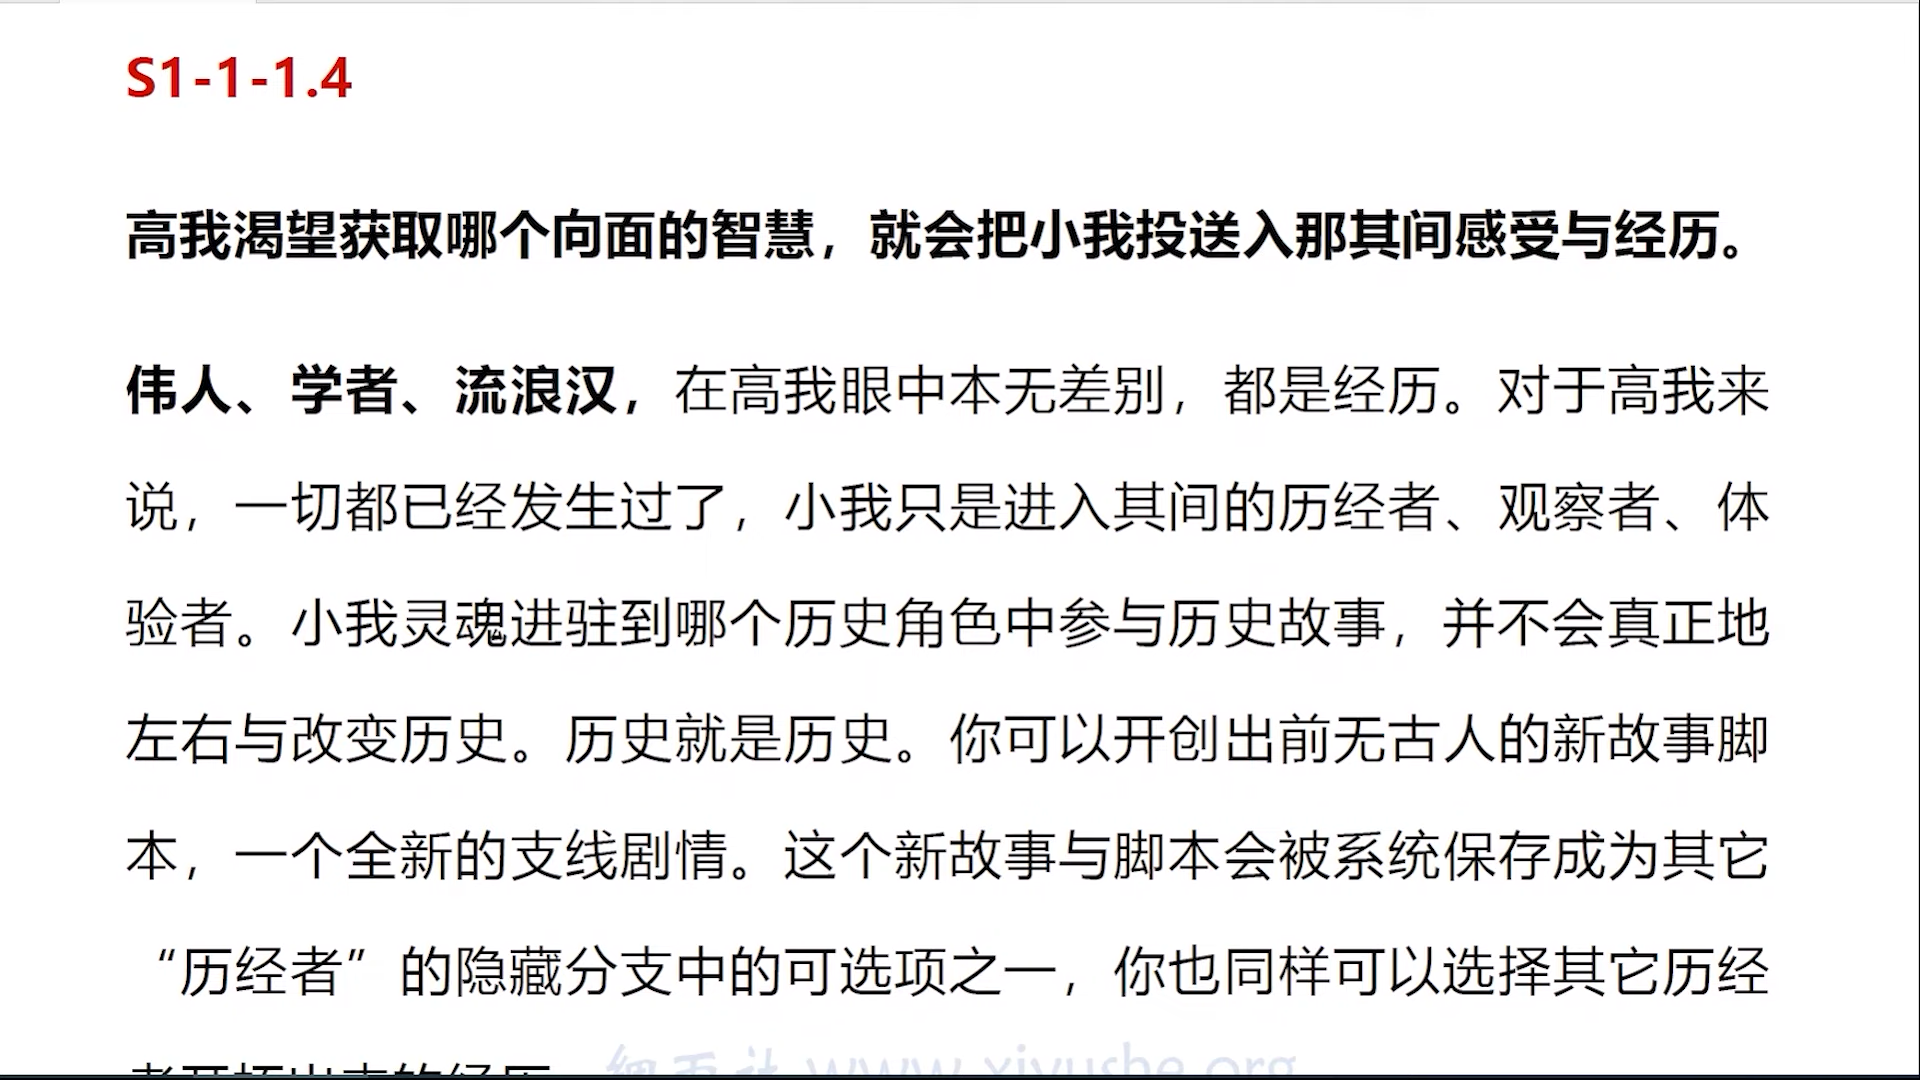 S1-1-1.4
高我渴望获取哪个向面的智慧，就会把小我投送入那其间感受与经历。
伟人、学者、流浪汉，在高我眼中本无差别，都是经历。对于高我来
说，一切都已经发生过了，小我只是进入其间的历经者、观察者、体
验者。小我灵魂进驻到哪个历史角色中参与历史故事，并不会真正地
左右与改变历史。历史就是历史。你可以开创出前无古人的新故事脚
本，一个全新的支线剧情。这个新故事与脚本会被系统保存成为其它
“历经者”的隐藏分支中的可选项之一，你也同样可以选择其它历经
www.xiyushe.org